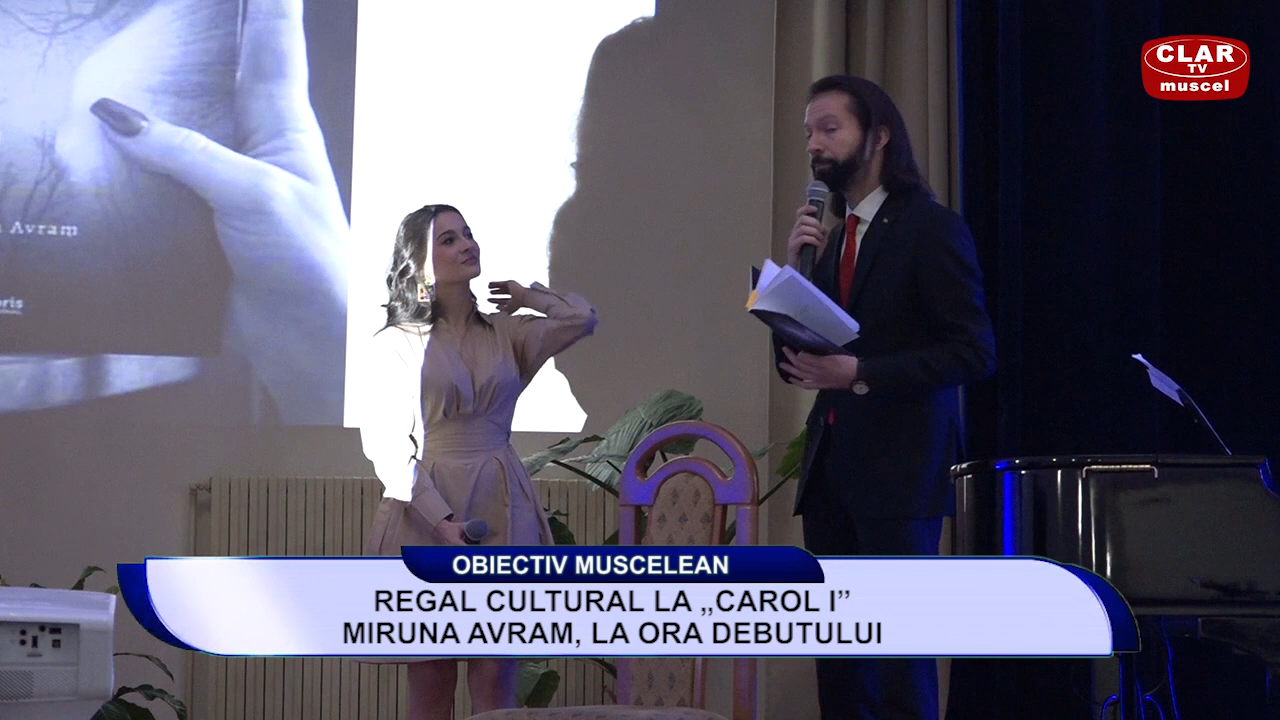 CLAR
TV
muscel
Avram
OBIECTIV MUSCELEAN
REGAL CULTURAL LA „CAROL I”
MIRUNA AVRAM, LA ORA DEBUTULUI